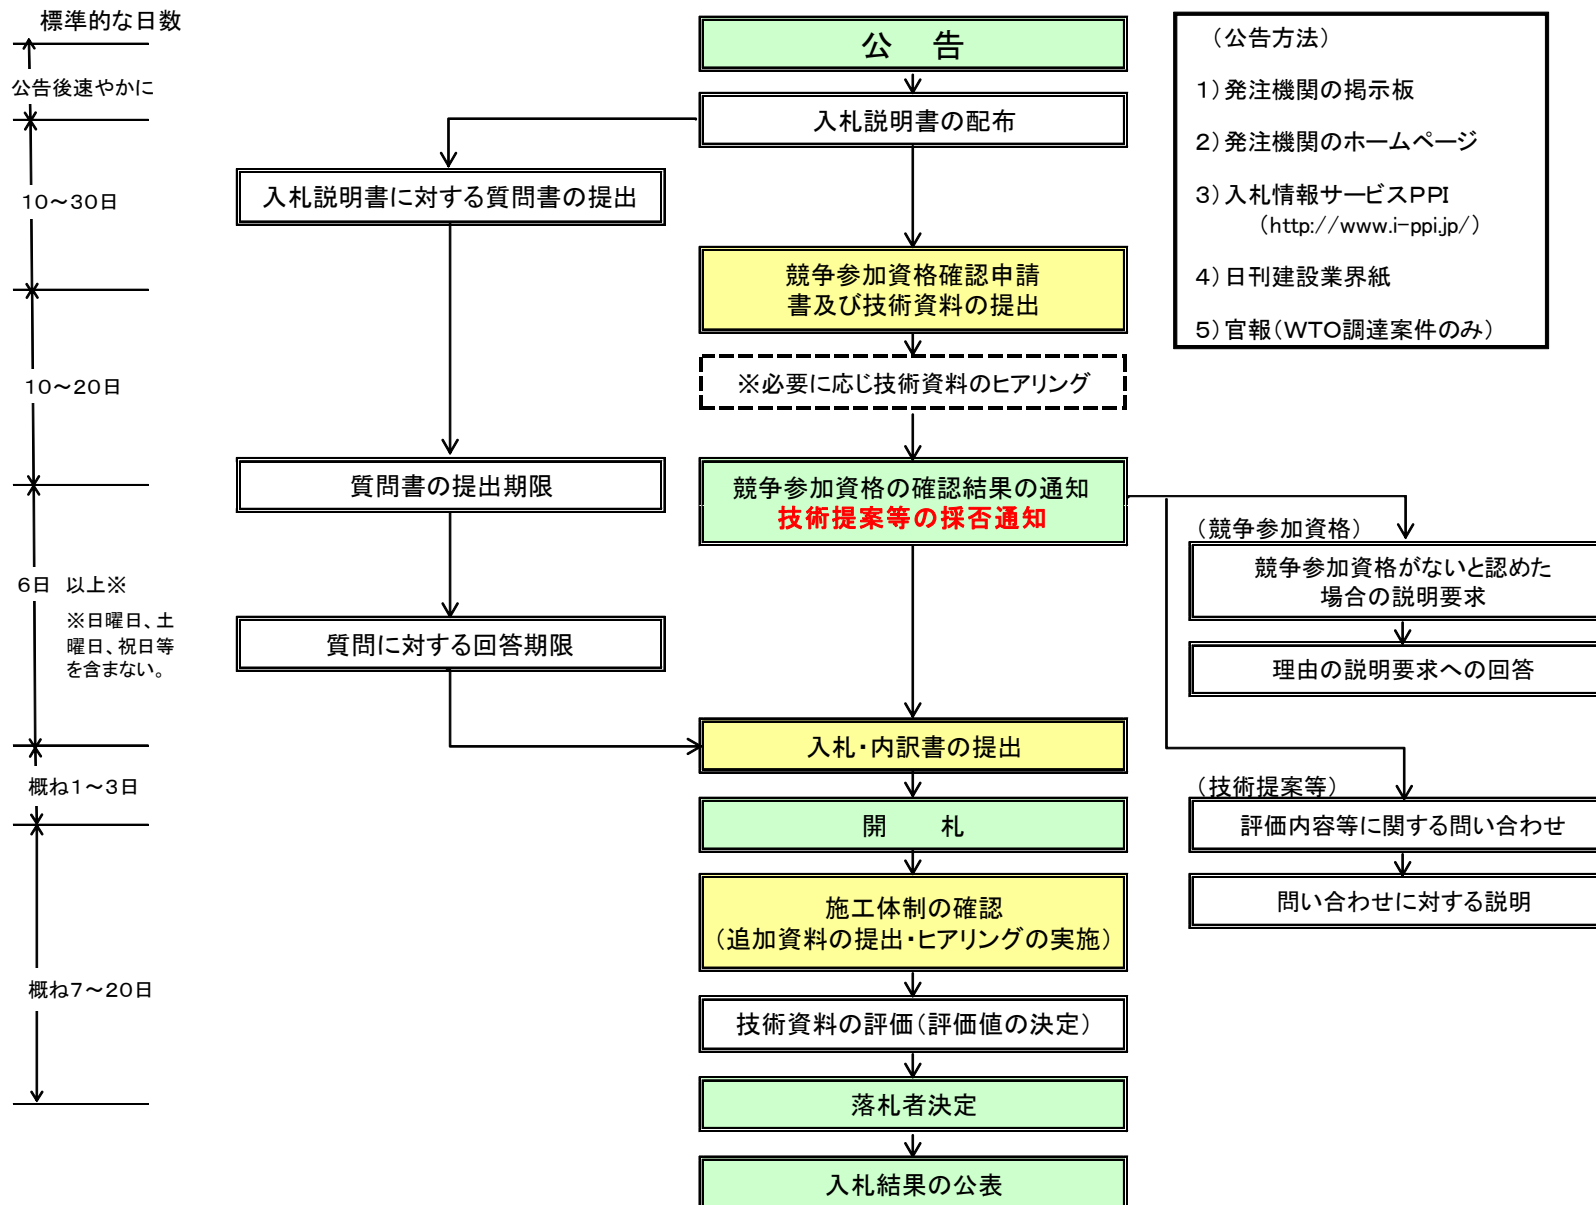 標準的な日数
公告後速やかに
10～30日
10～20日
6日 以上※
※日曜日、土
曜日、祝日等
を含まない。
概ね1～3日
概ね7～20日
公 告
入札説明書の配布
入札説明書に対する質問書の提出
競争参加資格確認申請
書及び技術資料の提出
※必要に応じ技術資料のヒアリング
質問書の提出期限
競争参加資格の確認結果の通知
技術提案等の採否通知
質問に対する回答期限
入札・内訳書の提出
開 札
施工体制の確認
（追加資料の提出・ヒアリングの実施）
技術資料の評価（評価値の決定）
落札者決定
入札結果の公表
（公告方法）
1）発注機関の掲示板
2）発注機関のホームページ
3）入札情報サービスPPI
（http://www.i-ppi.jp/）
4）日刊建設業界紙
5）官報（WTO調達案件のみ）
（競争参加資格）
競争参加資格がないと認めた
場合の説明要求
理由の説明要求への回答
（技術提案等）
評価内容等に関する問い合わせ
問い合わせに対する説明